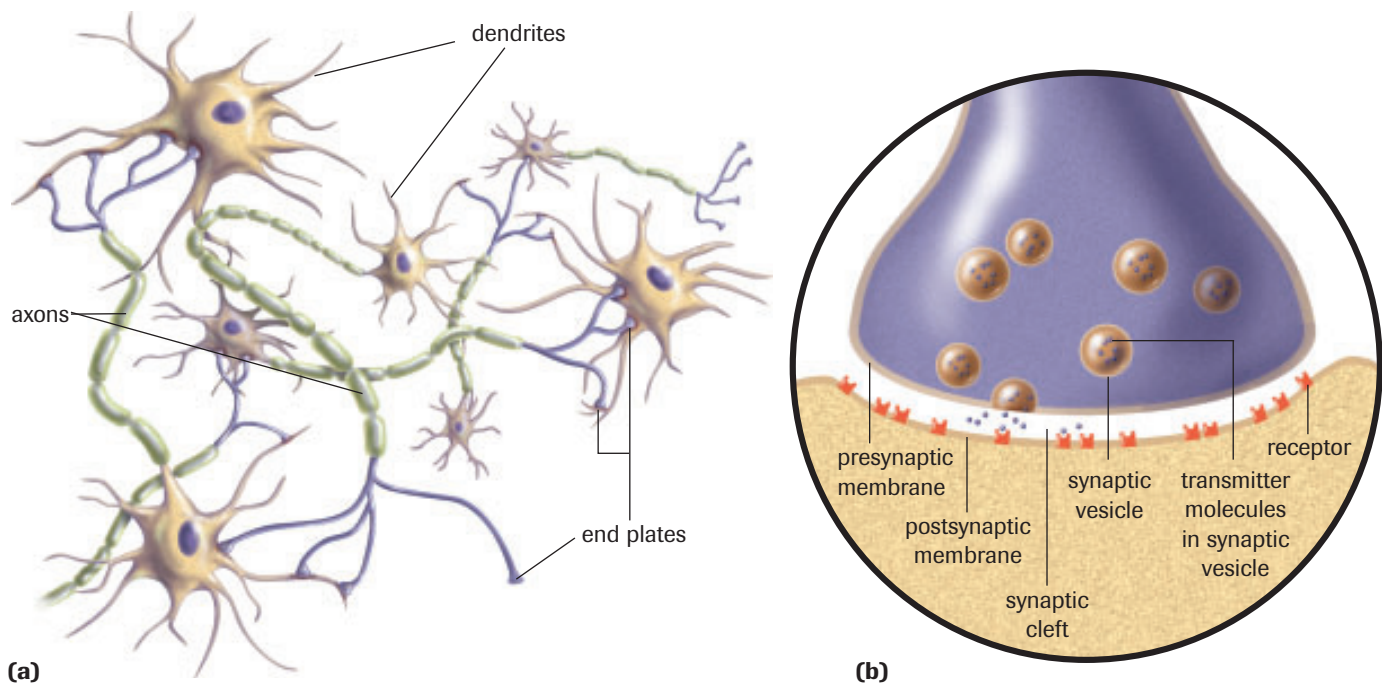 dendrites
axons
end plates
(a)
presynaptic
membrane
postsynaptic
membrane
synaptic
cleft
synaptic
vesicle
transmitter
molecules
in synaptic
vesicle
receptor
(b)